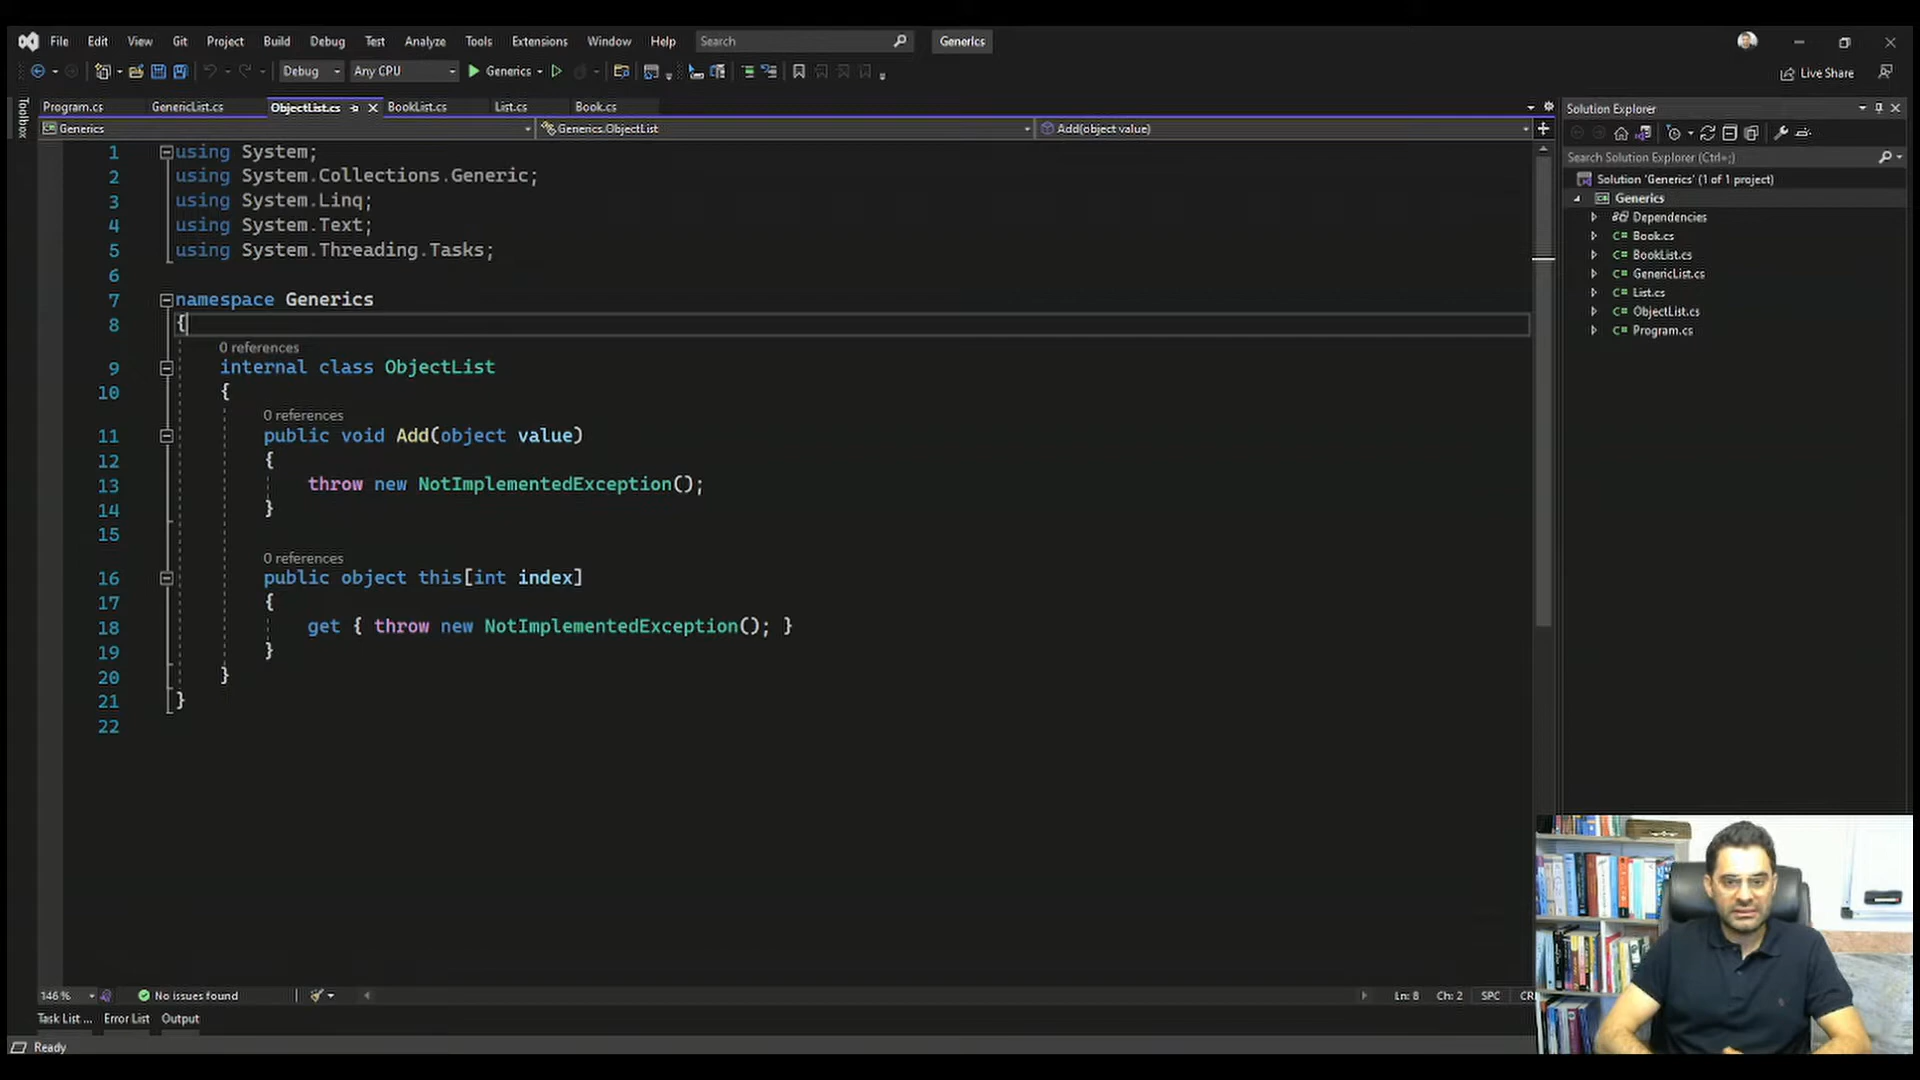 File Edit View Git Project Build Debug Test Analyze Tools Extensions Window Help Search Generics
Debug Any CPU Generics Live Share
Toolbox
Program.cs GenericList.cs ObjectList.cs BookList.cs List.cs Book.cs
Generics Generics.ObjectList Add(object value)
1 using System;
2 using System.Collections.Generic;
3 using System.Linq;
4 using System.Text;
5 using System.Threading.Tasks;
6
7 namespace Generics
8 {
0 references
9 internal class ObjectList
10 {
0 references
11 public void Add(object value)
12 {
13 throw new NotImplementedException();
14 }
15
0 references
16 public object this[int index]
17 {
18 get { throw new NotImplementedException(); }
19 }
20 }
21 }
22
Solution Explorer
Search Solution Explorer (Ctrl+;)
Solution 'Generics' (1 of 1 project)
Generics
Dependencies
C# Book.cs
C# BookList.cs
C# GenericList.cs
C# List.cs
C# ObjectList.cs
C# Program.cs
146 % No issues found Ln: 8 Ch: 2 SPC
Task List ... Error List Output
Ready